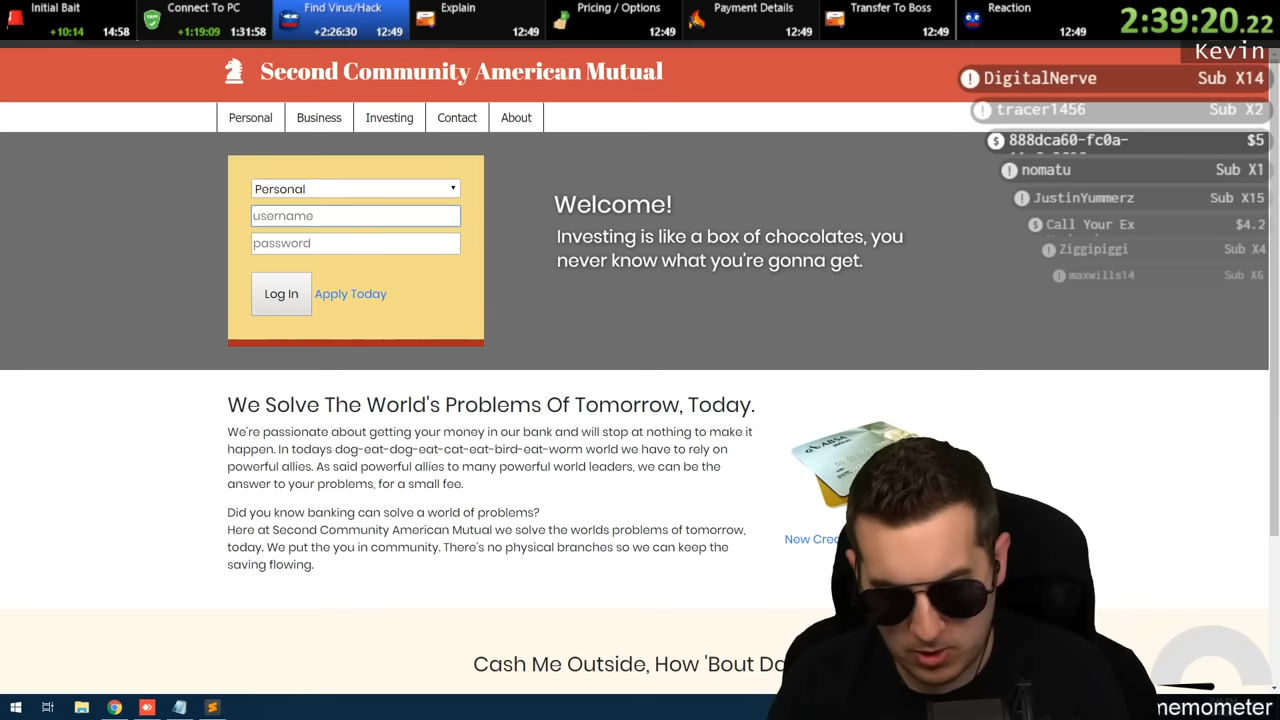 Initial Bait
+10:14 14:58
Connect To PC
+1:19:09 1:31:58
Find Virus/Hack
+2:26:30 12:49
Explain
12:49
Pricing / Options
12:49
Payment Details
12:49
Transfer To Boss
12:49
Reaction
12:49
2:39:20.22
Kevin
DigitalNerve Sub X14
tracer1456 Sub X2
888dca60-fc0a- $5
nomatu Sub X1
JustinYummerz Sub X15
Call Your Ex $4.2
Ziggipiggi Sub X4
maxwills14 Sub X6
Second Community American Mutual
Personal Business Investing Contact About
Personal
username
password
Log In Apply Today
Welcome!
Investing is like a box of chocolates, you
never know what you're gonna get.
We Solve The World's Problems Of Tomorrow, Today.
We're passionate about getting your money in our bank and will stop at nothing to make it
happen. In todays dog-eat-dog-eat-cat-eat-bird-eat-worm world we have to rely on
powerful allies. As said powerful allies to many powerful world leaders, we can be the
answer to your problems, for a small fee.
Did you know banking can solve a world of problems?
Here at Second Community American Mutual we solve the worlds problems of tomorrow,
today. We put the you in community. There's no physical branches so we can keep the
saving flowing.
New Cre
Cash Me Outside, How 'Bout
memometer